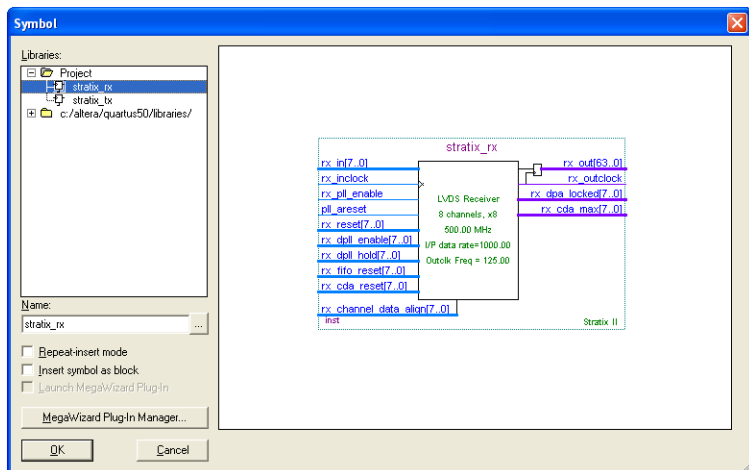 Symbol
Libraries:
Project
stratix_rx
stratix_tx
c:/altera/quartus50/libraries/
Name:
stratix_rx
...
Repeat-insert mode
Insert symbol as block
Launch MegaWizard Plug-In
MegaWizard Plug-In Manager...
OK
Cancel
stratix_rx
rx_in[7..0]
rx_inclock
rx_pll_enable
pll_areset
rx_reset[7..0]
rx_dpll_enable[7..0]
rx_dpll_hold[7..0]
rx_fifo_reset[7..0]
rx_cda_reset[7..0]
rx_channel_data_align[7..0]
LVDS Receiver
8 channels, x8
500.00 MHz
I/P data rate=1000.00
Outclk Freq = 125.00
rx_out[63..0]
rx_outclock
rx_dpa_locked[7..0]
rx_cda_max[7..0]
inst
Stratix II